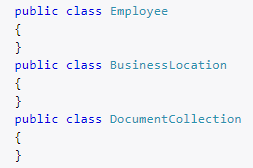 public class Employee
{
}
public class BusinessLocation
{
}
public class DocumentCollection
{
}